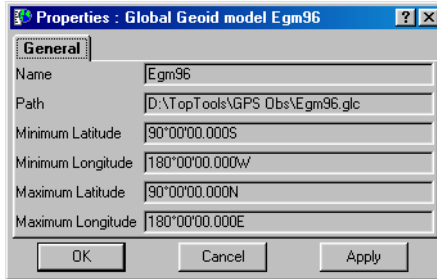 Properties : Global Geoid model Egm96
General
Name Egm96
Path D:\TopTools\GPS Obs\Egm96.glc
Minimum Latitude 90°00'00.000S
Minimum Longitude 180°00'00.000W
Maximum Latitude 90°00'00.000N
Maximum Longitude 180°00'00.000E
OK Cancel Apply